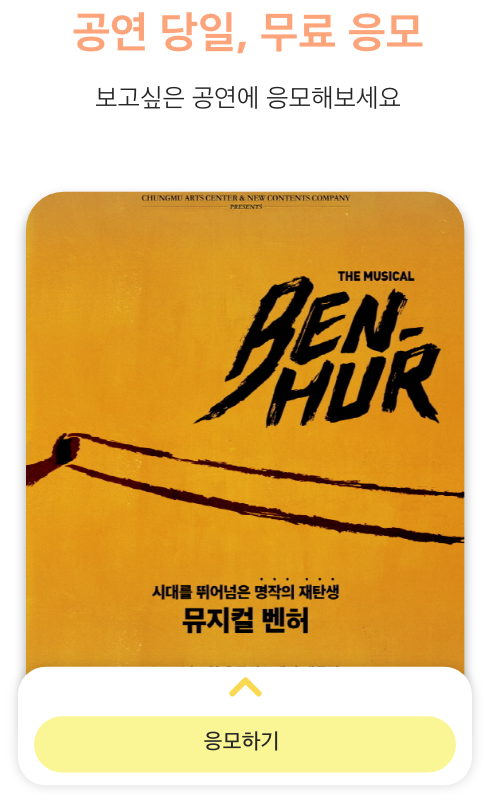 공연 당일, 무료 응모
보고싶은 공연에 응모해보세요
CHUNGMU ARTS CENTER & NEW CONTENTS COMPANY
PRESENTS
THE MUSICAL
BEN-
HUR
시대를 뛰어넘은 명작의 재탄생
뮤지컬 벤허
응모하기